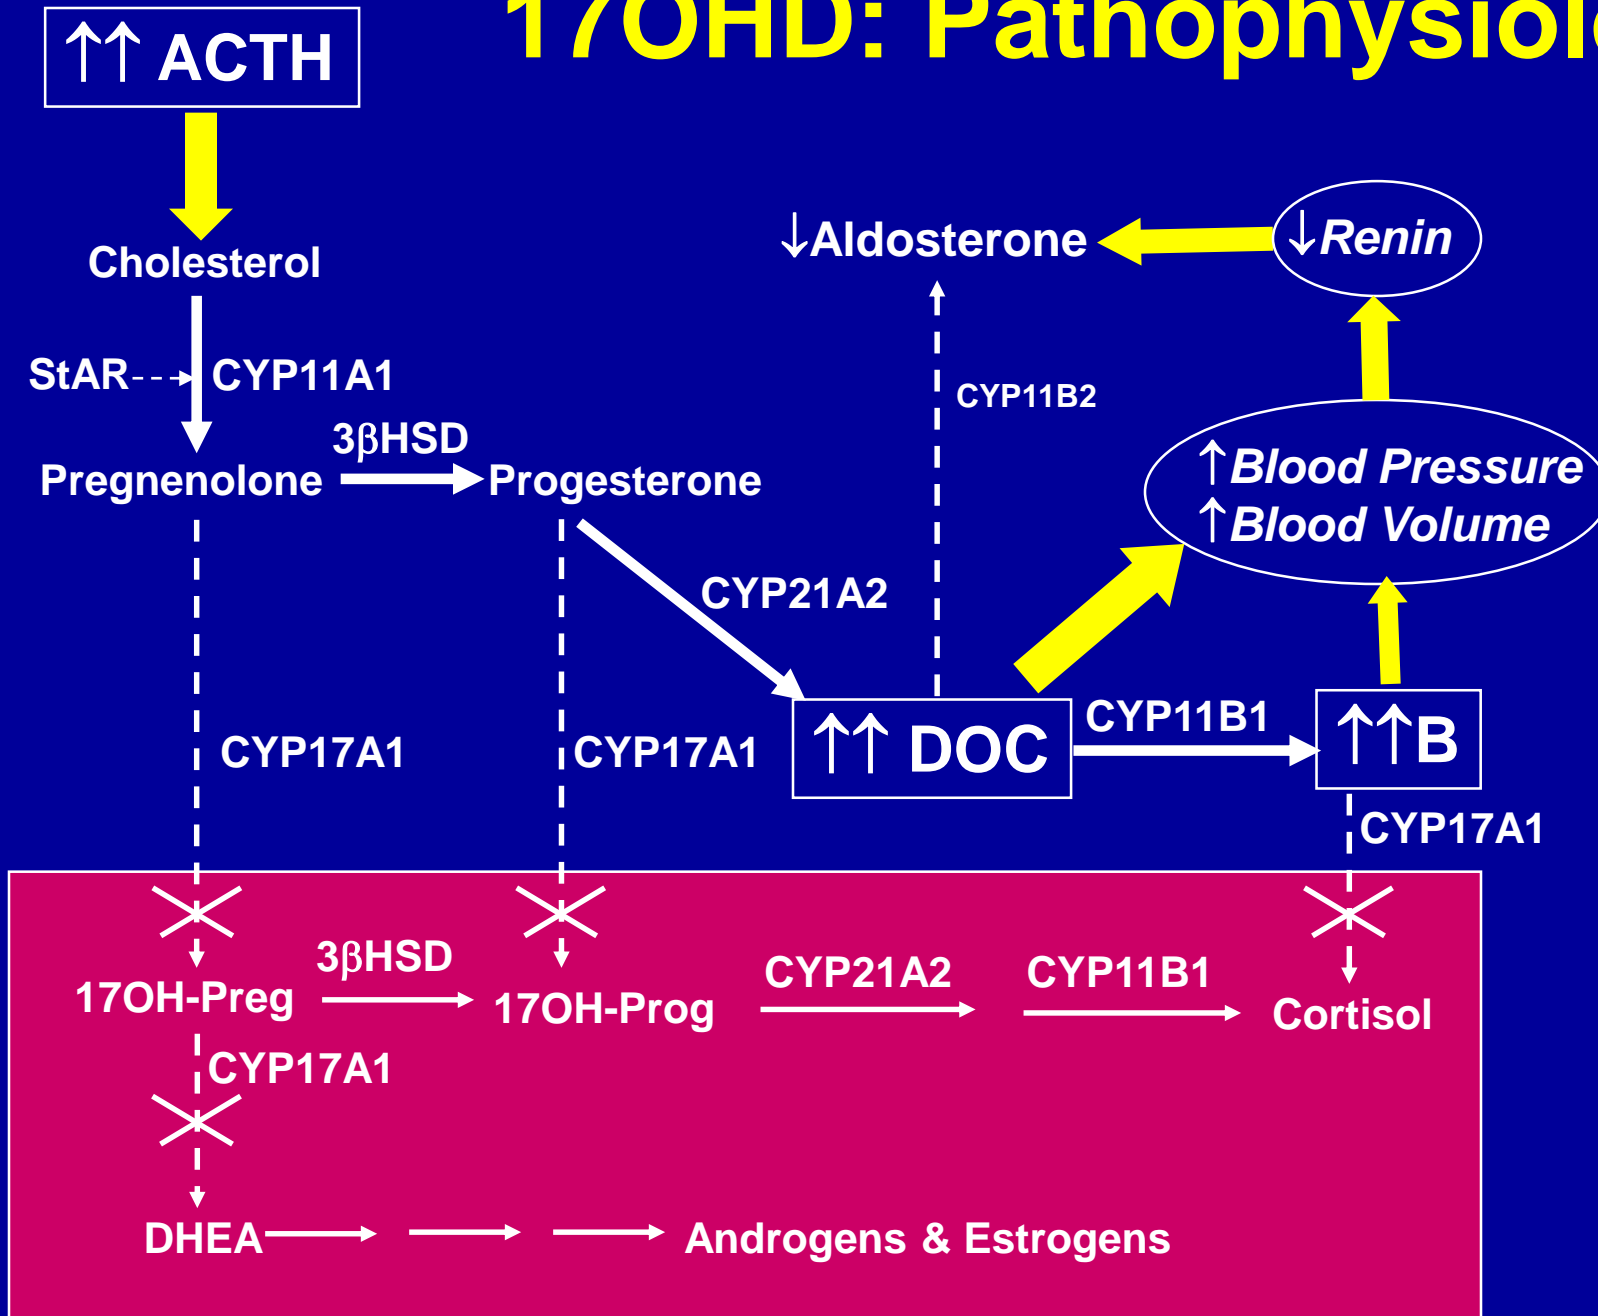 17OHD:
↑↑ ACTH
Cholesterol
↓Aldosterone
↓Renin
StAR
CYP11A1
CYP11B2
3βHSD
Pregnenolone
Progesterone
↑Blood Pressure
↑Blood Volume
CYP21A2
CYP17A1
CYP17A1
↑↑ DOC
CYP11B1
↑↑B
CYP17A1
3βHSD
CYP21A2
CYP11B1
17OH-Preg
17OH-Prog
Cortisol
CYP17A1
DHEA
Androgens & Estrogens